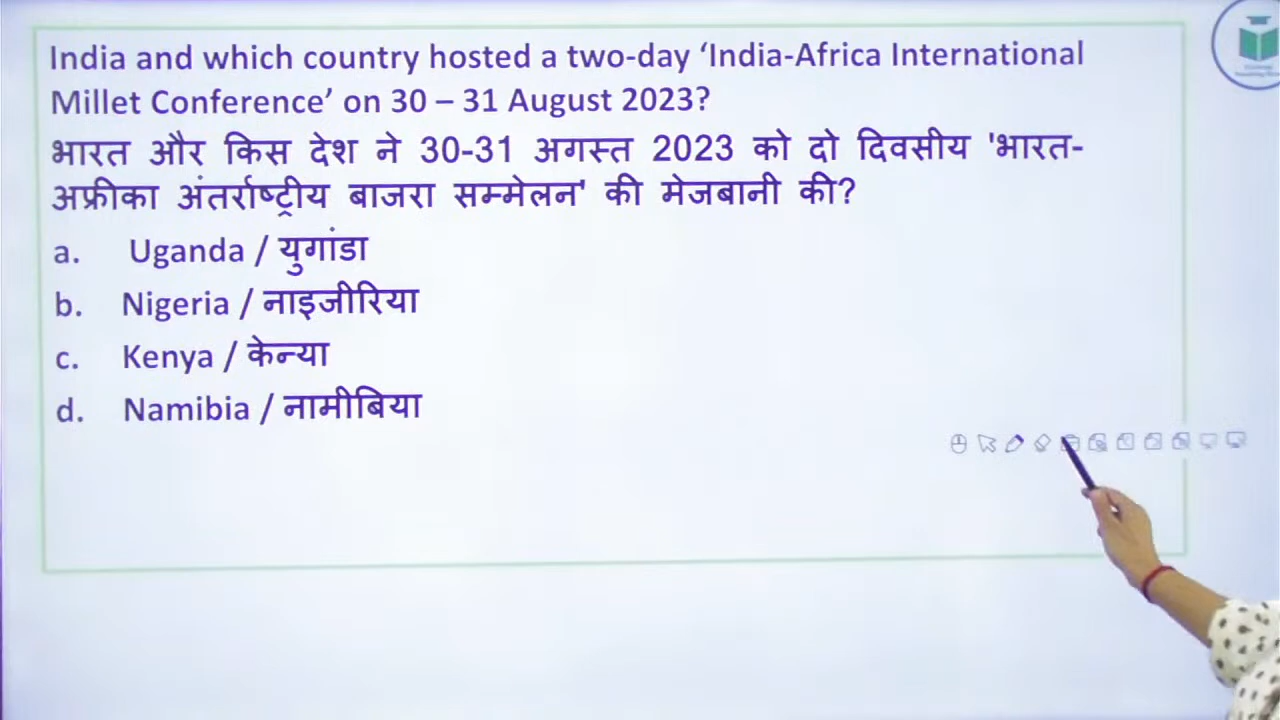 India and which country hosted a two-day ‘India-Africa International
Millet Conference’ on 30 – 31 August 2023?
भारत और किस देश ने 30-31 अगस्त 2023 को दो दिवसीय 'भारत-
अफ्रीका अंतर्राष्ट्रीय बाजरा सम्मेलन' की मेजबानी की?
a. Uganda / युगांडा
b. Nigeria / नाइजीरिया
c. Kenya / केन्या
d. Namibia / नामीबिया